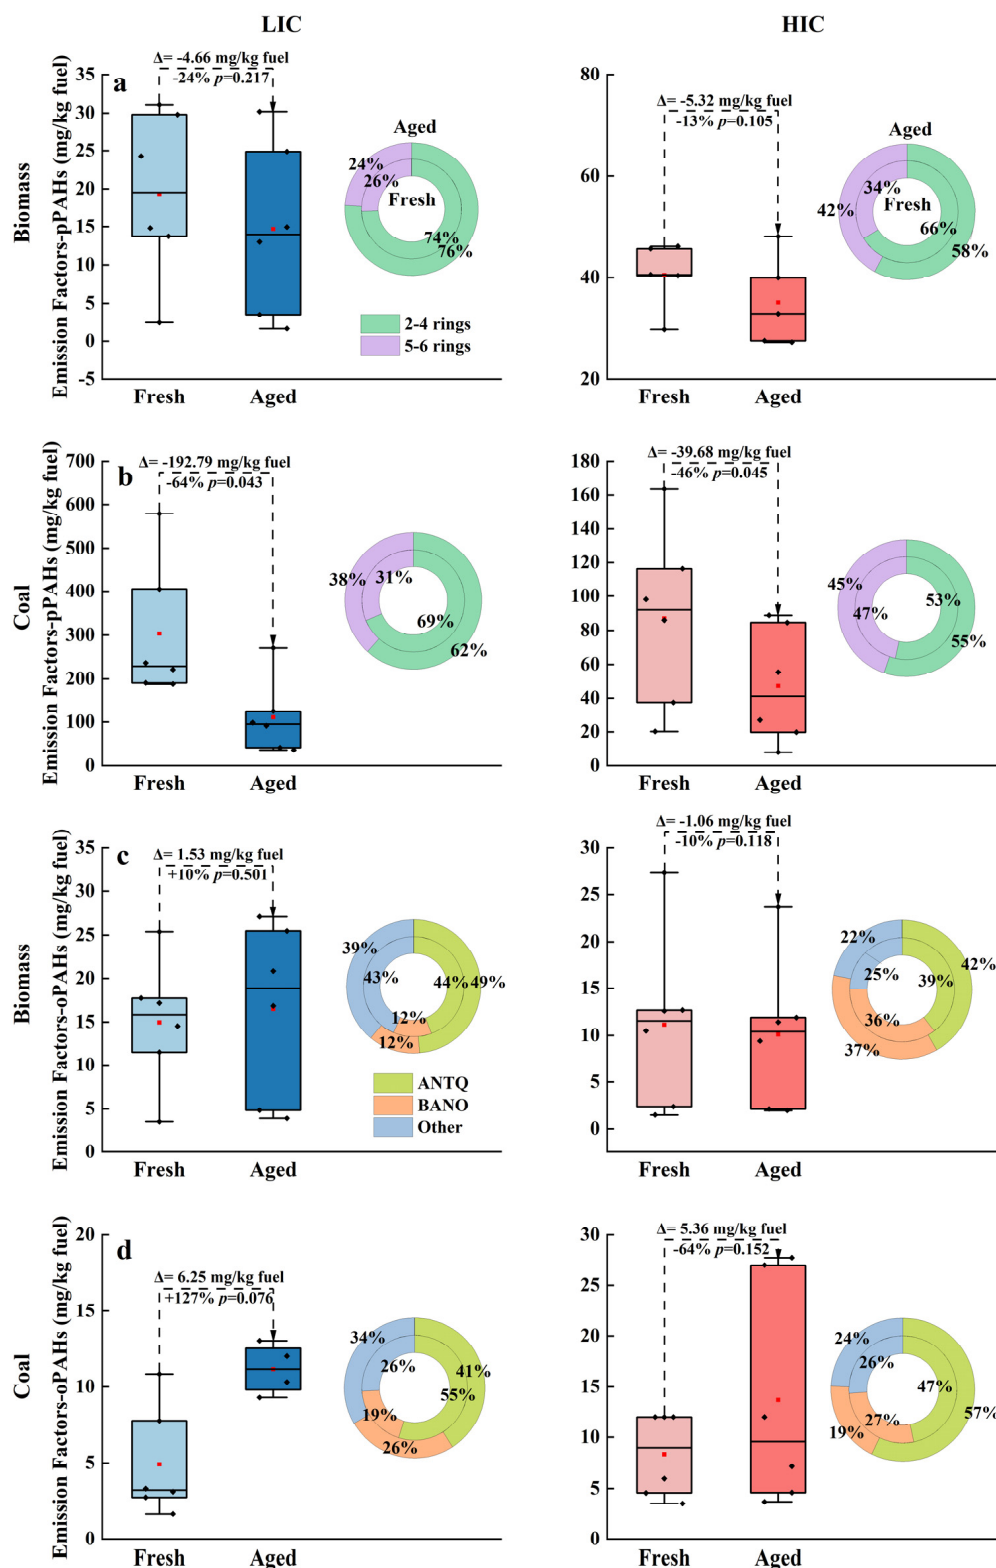 LIC
HIC
a
Δ= -4.66 mg/kg fuel
-24% p=0.217
Biomass
Emission Factors-pPAHs (mg/kg fuel)
35
30
25
20
15
10
5
0
-5
Fresh
Aged
Aged
24%
26%
Fresh
74%
76%
2-4 rings
5-6 rings
Δ= -5.32 mg/kg fuel
-13% p=0.105
80
60
40
20
Fresh
Aged
Aged
34%
42%
Fresh
66%
58%
b
Δ= -192.79 mg/kg fuel
-64% p=0.043
Coal
Emission Factors-pPAHs (mg/kg fuel)
700
600
500
400
300
200
100
0
Fresh
Aged
38%
31%
69%
62%
Δ= -39.68 mg/kg fuel
-46% p=0.045
180
160
140
120
100
80
60
40
20
0
Fresh
Aged
45%
47%
53%
55%
c
Δ= 1.53 mg/kg fuel
+10% p=0.501
Biomass
Emission Factors-oPAHs (mg/kg fuel)
35
30
25
20
15
10
5
0
Fresh
Aged
39%
43%
44%
49%
12%
12%
ANTQ
BANO
Other
Δ= -1.06 mg/kg fuel
-10% p=0.118
30
25
20
15
10
5
0
Fresh
Aged
22%
25%
42%
39%
36%
37%
d
Δ= 6.25 mg/kg fuel
+127% p=0.076
Coal
Emission Factors-oPAHs (mg/kg fuel)
20
15
10
5
0
Fresh
Aged
34%
26%
41%
55%
19%
26%
Δ= 5.36 mg/kg fuel
-64% p=0.152
30
25
20
15
10
5
0
Fresh
Aged
24%
26%
47%
57%
27%
19%